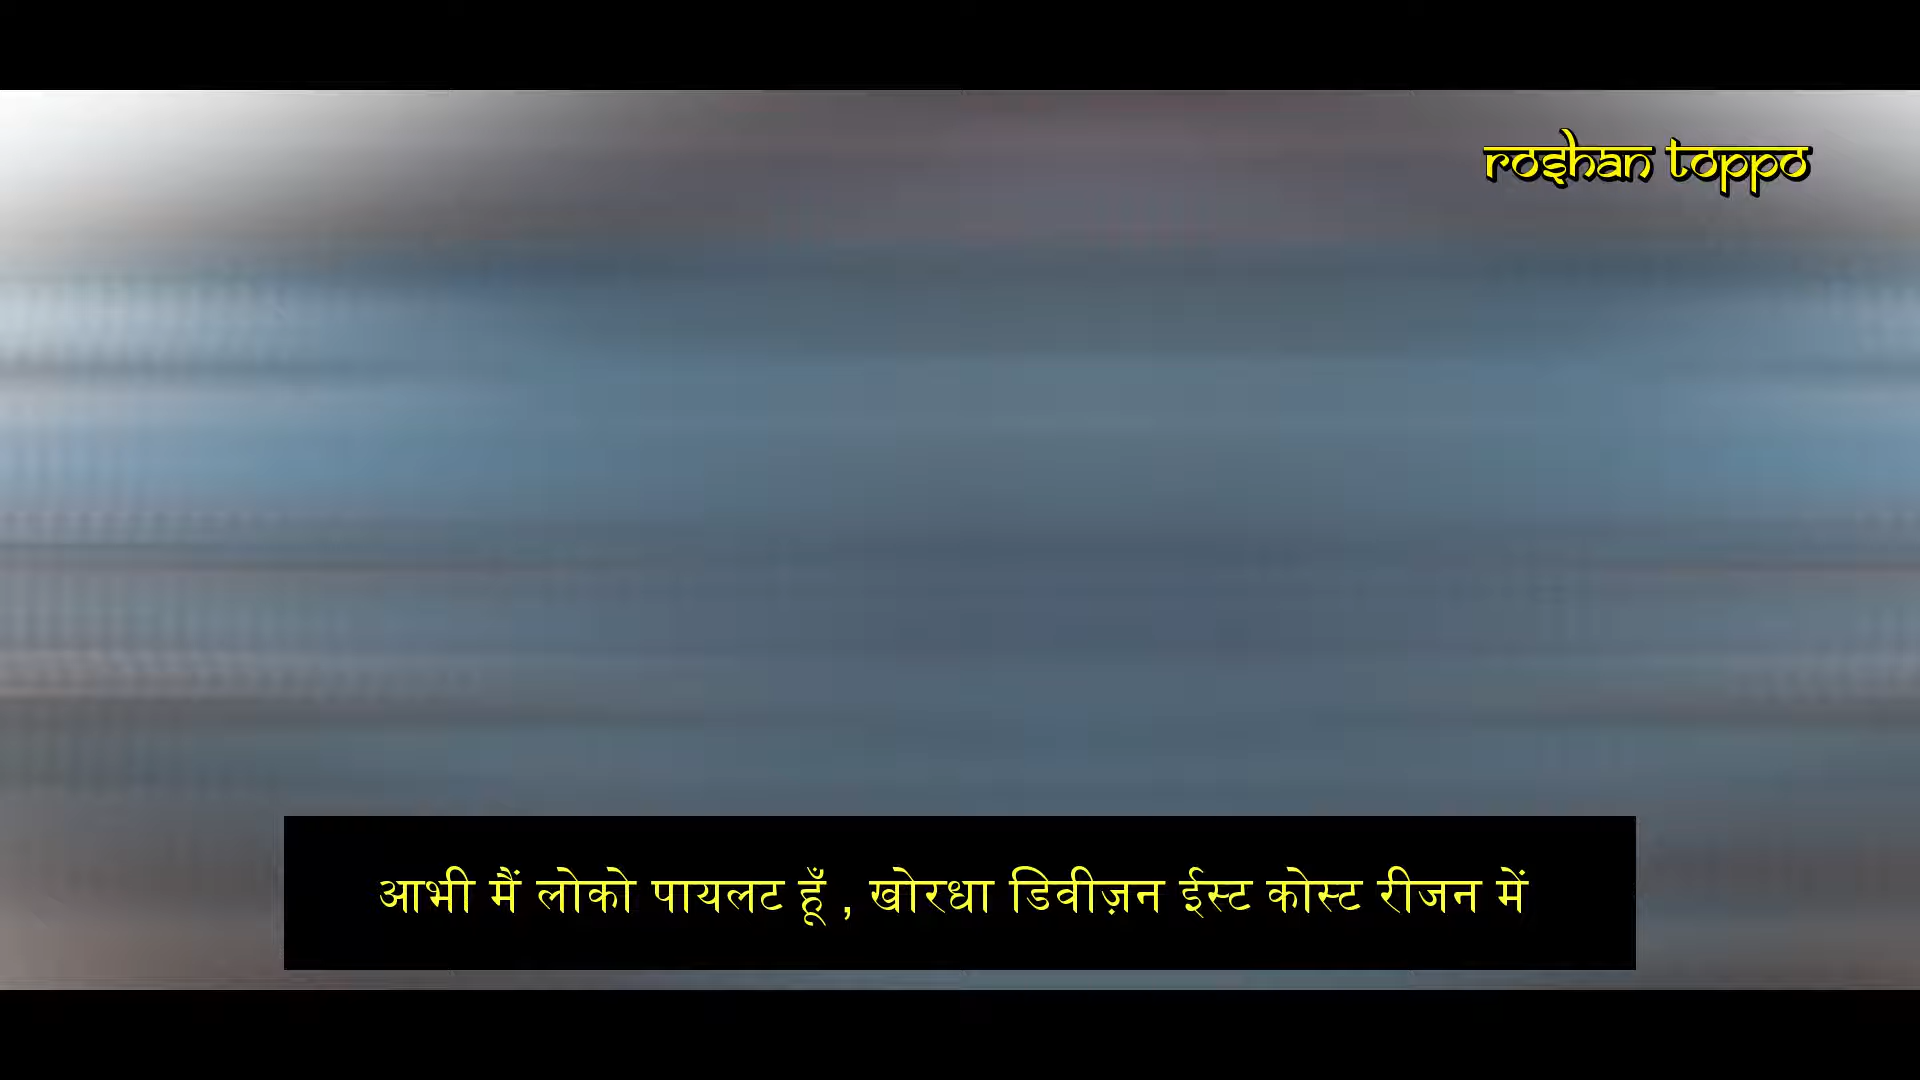 roshan toppo
आभी मैं लोको पायलट हूँ , खोरधा डिवीज़न ईस्ट कोस्ट रीजन में